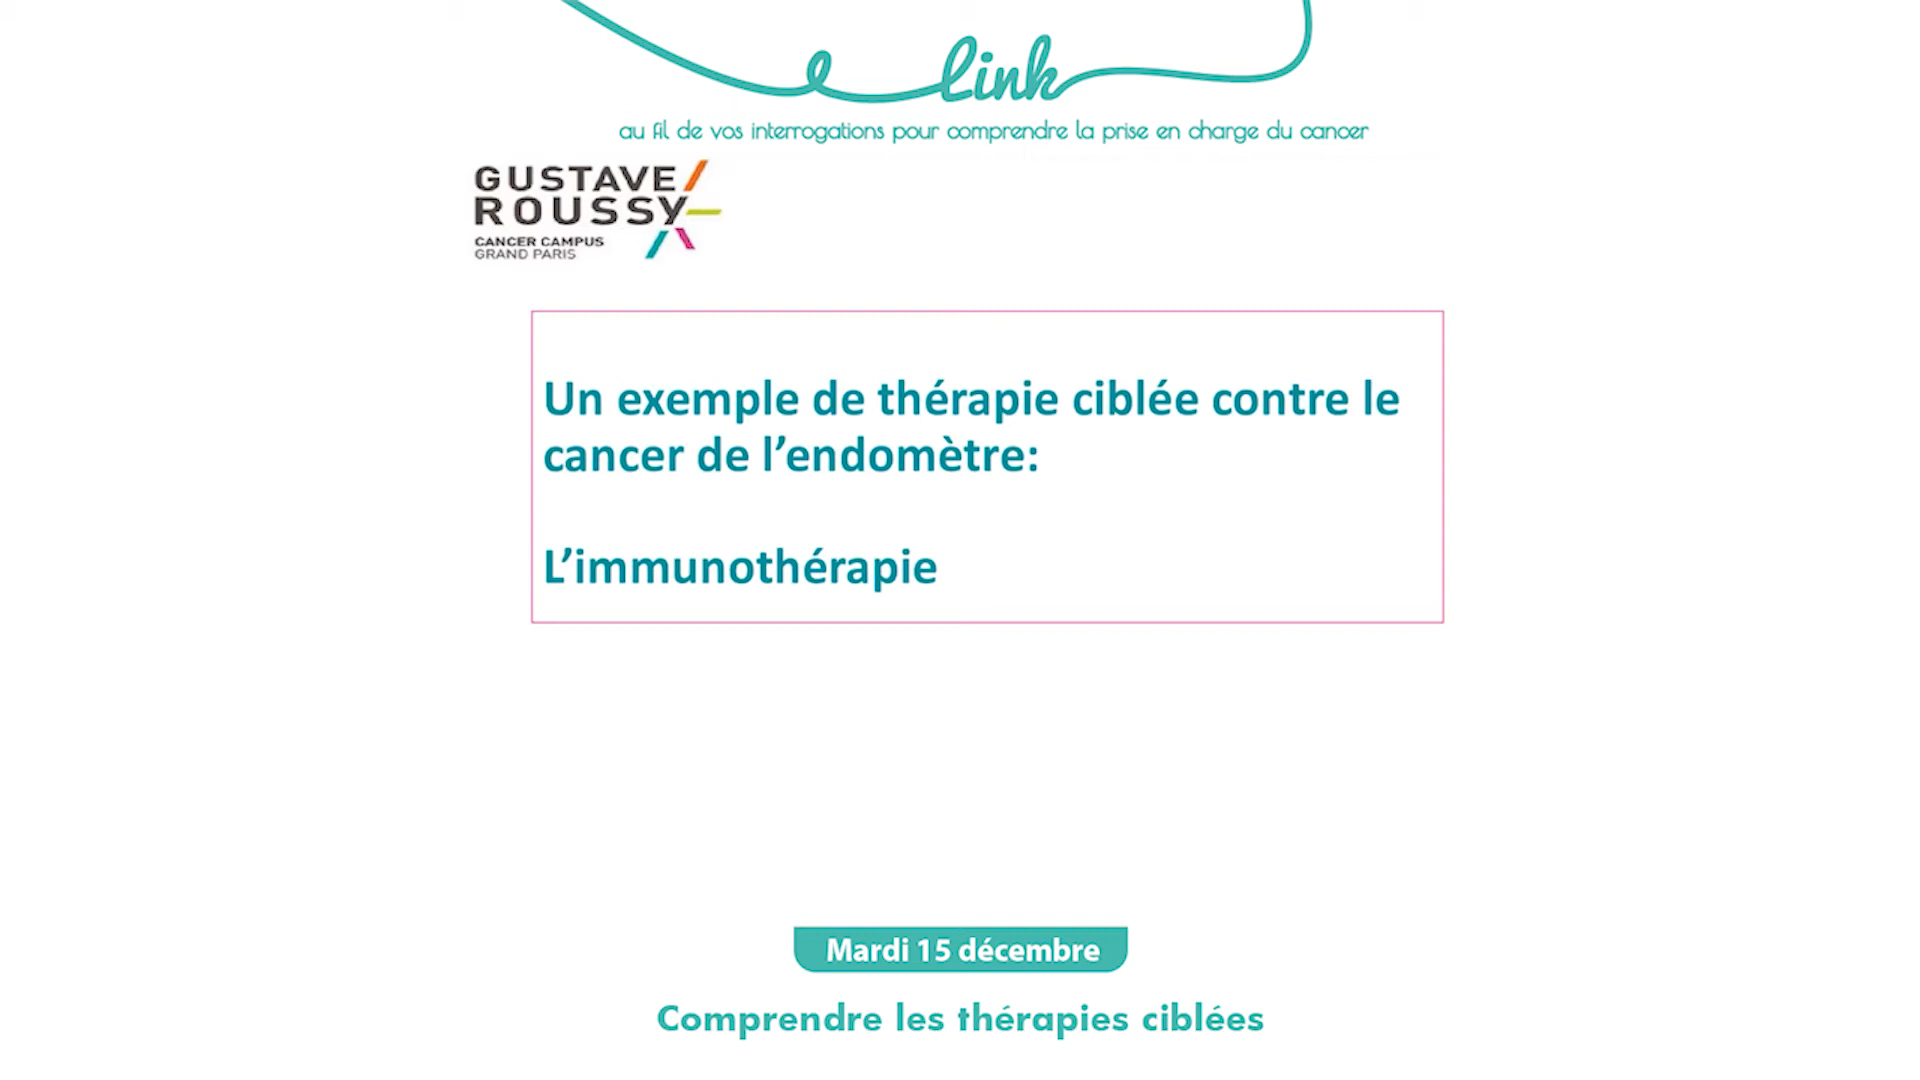 link
au fil de vos interrogations pour comprendre la prise en charge du cancer
GUSTAVE
ROUSSY
CANCER CAMPUS
GRAND PARIS
Un exemple de thérapie ciblée contre le
cancer de l’endomètre:
L’immunothérapie
Mardi 15 décembre
Comprendre les thérapies ciblées